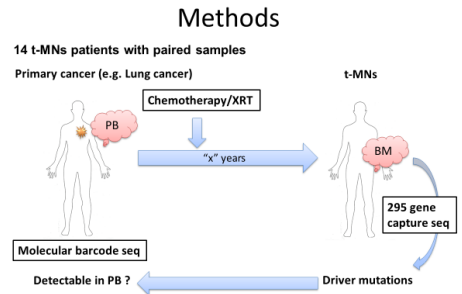 Methods
14 t-MNs patients with paired samples
Primary cancer (e.g. Lung cancer)
t-MNs
Chemotherapy/XRT
PB
BM
“x” years
295 gene
capture seq
Molecular barcode seq
Detectable in PB ?
Driver mutations